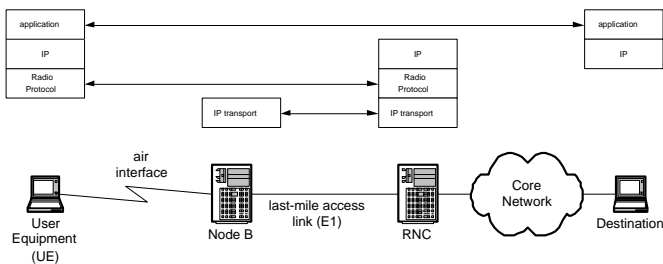 application
application
IP
IP
IP
Radio
Protocol
Radio
Protocol
IP transport
IP transport
air
interface
Core
Network
last-mile access
link (E1)
User
Equipment
(UE)
Node B
RNC
Destination